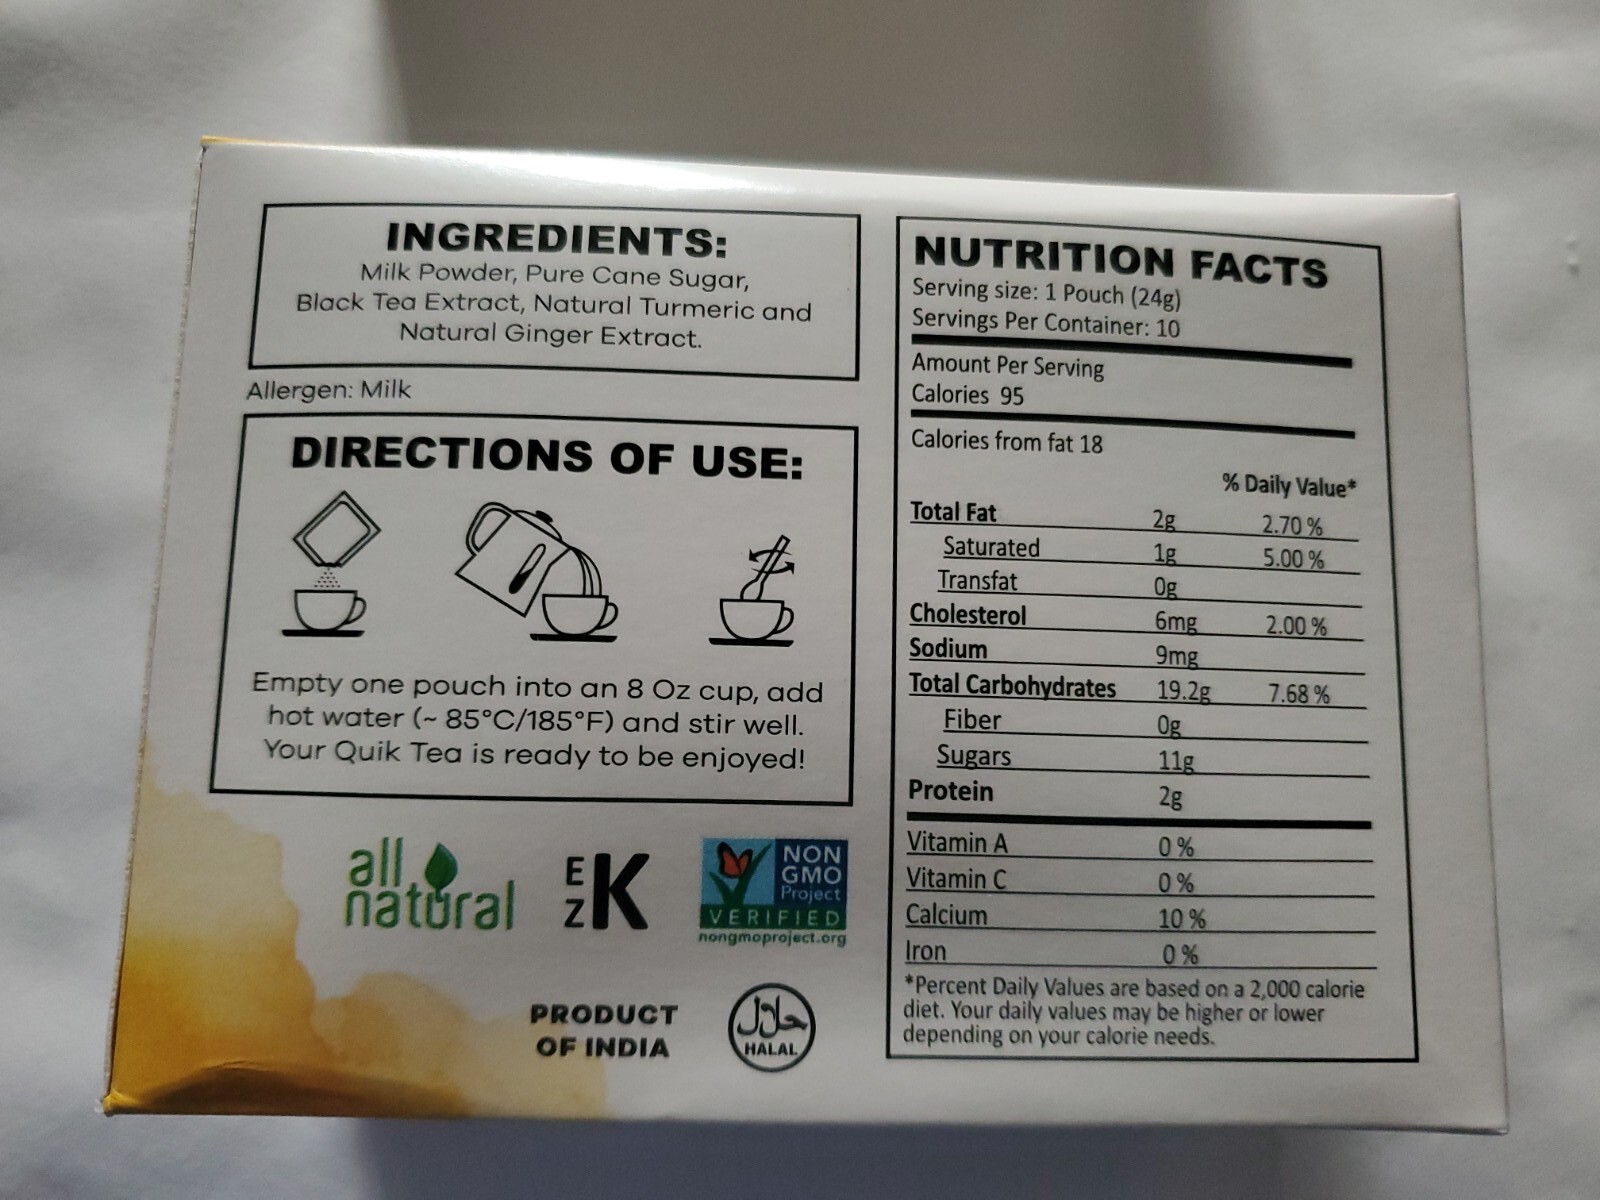 INGREDIENTS:
Milk Powder, Pure Cane Sugar,
Black Tea Extract, Natural Turmeric and
Natural Ginger Extract.
Allergen: Milk
DIRECTIONS OF USE:
Empty one pouch into an 8 Oz cup, add
hot water (~ 85°C/185°F) and stir well.
Your Quik Tea is ready to be enjoyed!
all
natural
EZ K
NON
GMO
Project
VERIFIED
nongmoproject.org
PRODUCT
OF INDIA
حلال
HALAL
NUTRITION FACTS
Serving size: 1 Pouch (24g)
Servings Per Container: 10
Amount Per Serving
Calories 95
Calories from fat 18
% Daily Value*
Total Fat 2g 2.70 %
Saturated 1g 5.00 %
Transfat 0g
Cholesterol 6mg 2.00 %
Sodium 9mg
Total Carbohydrates 19.2g 7.68 %
Fiber 0g
Sugars 11g
Protein 2g
Vitamin A 0 %
Vitamin C 0 %
Calcium 10 %
Iron 0 %
*Percent Daily Values are based on a 2,000 calorie
diet. Your daily values may be higher or lower
depending on your calorie needs.